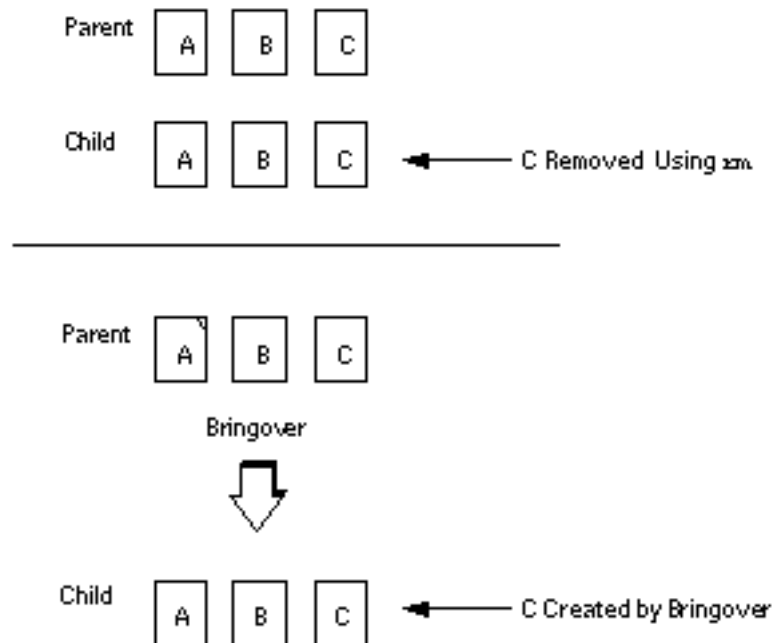 Parent A B C
Child A B C C Removed Using rm
Parent A B C
Bringover
Child A B C C Created by Bringover